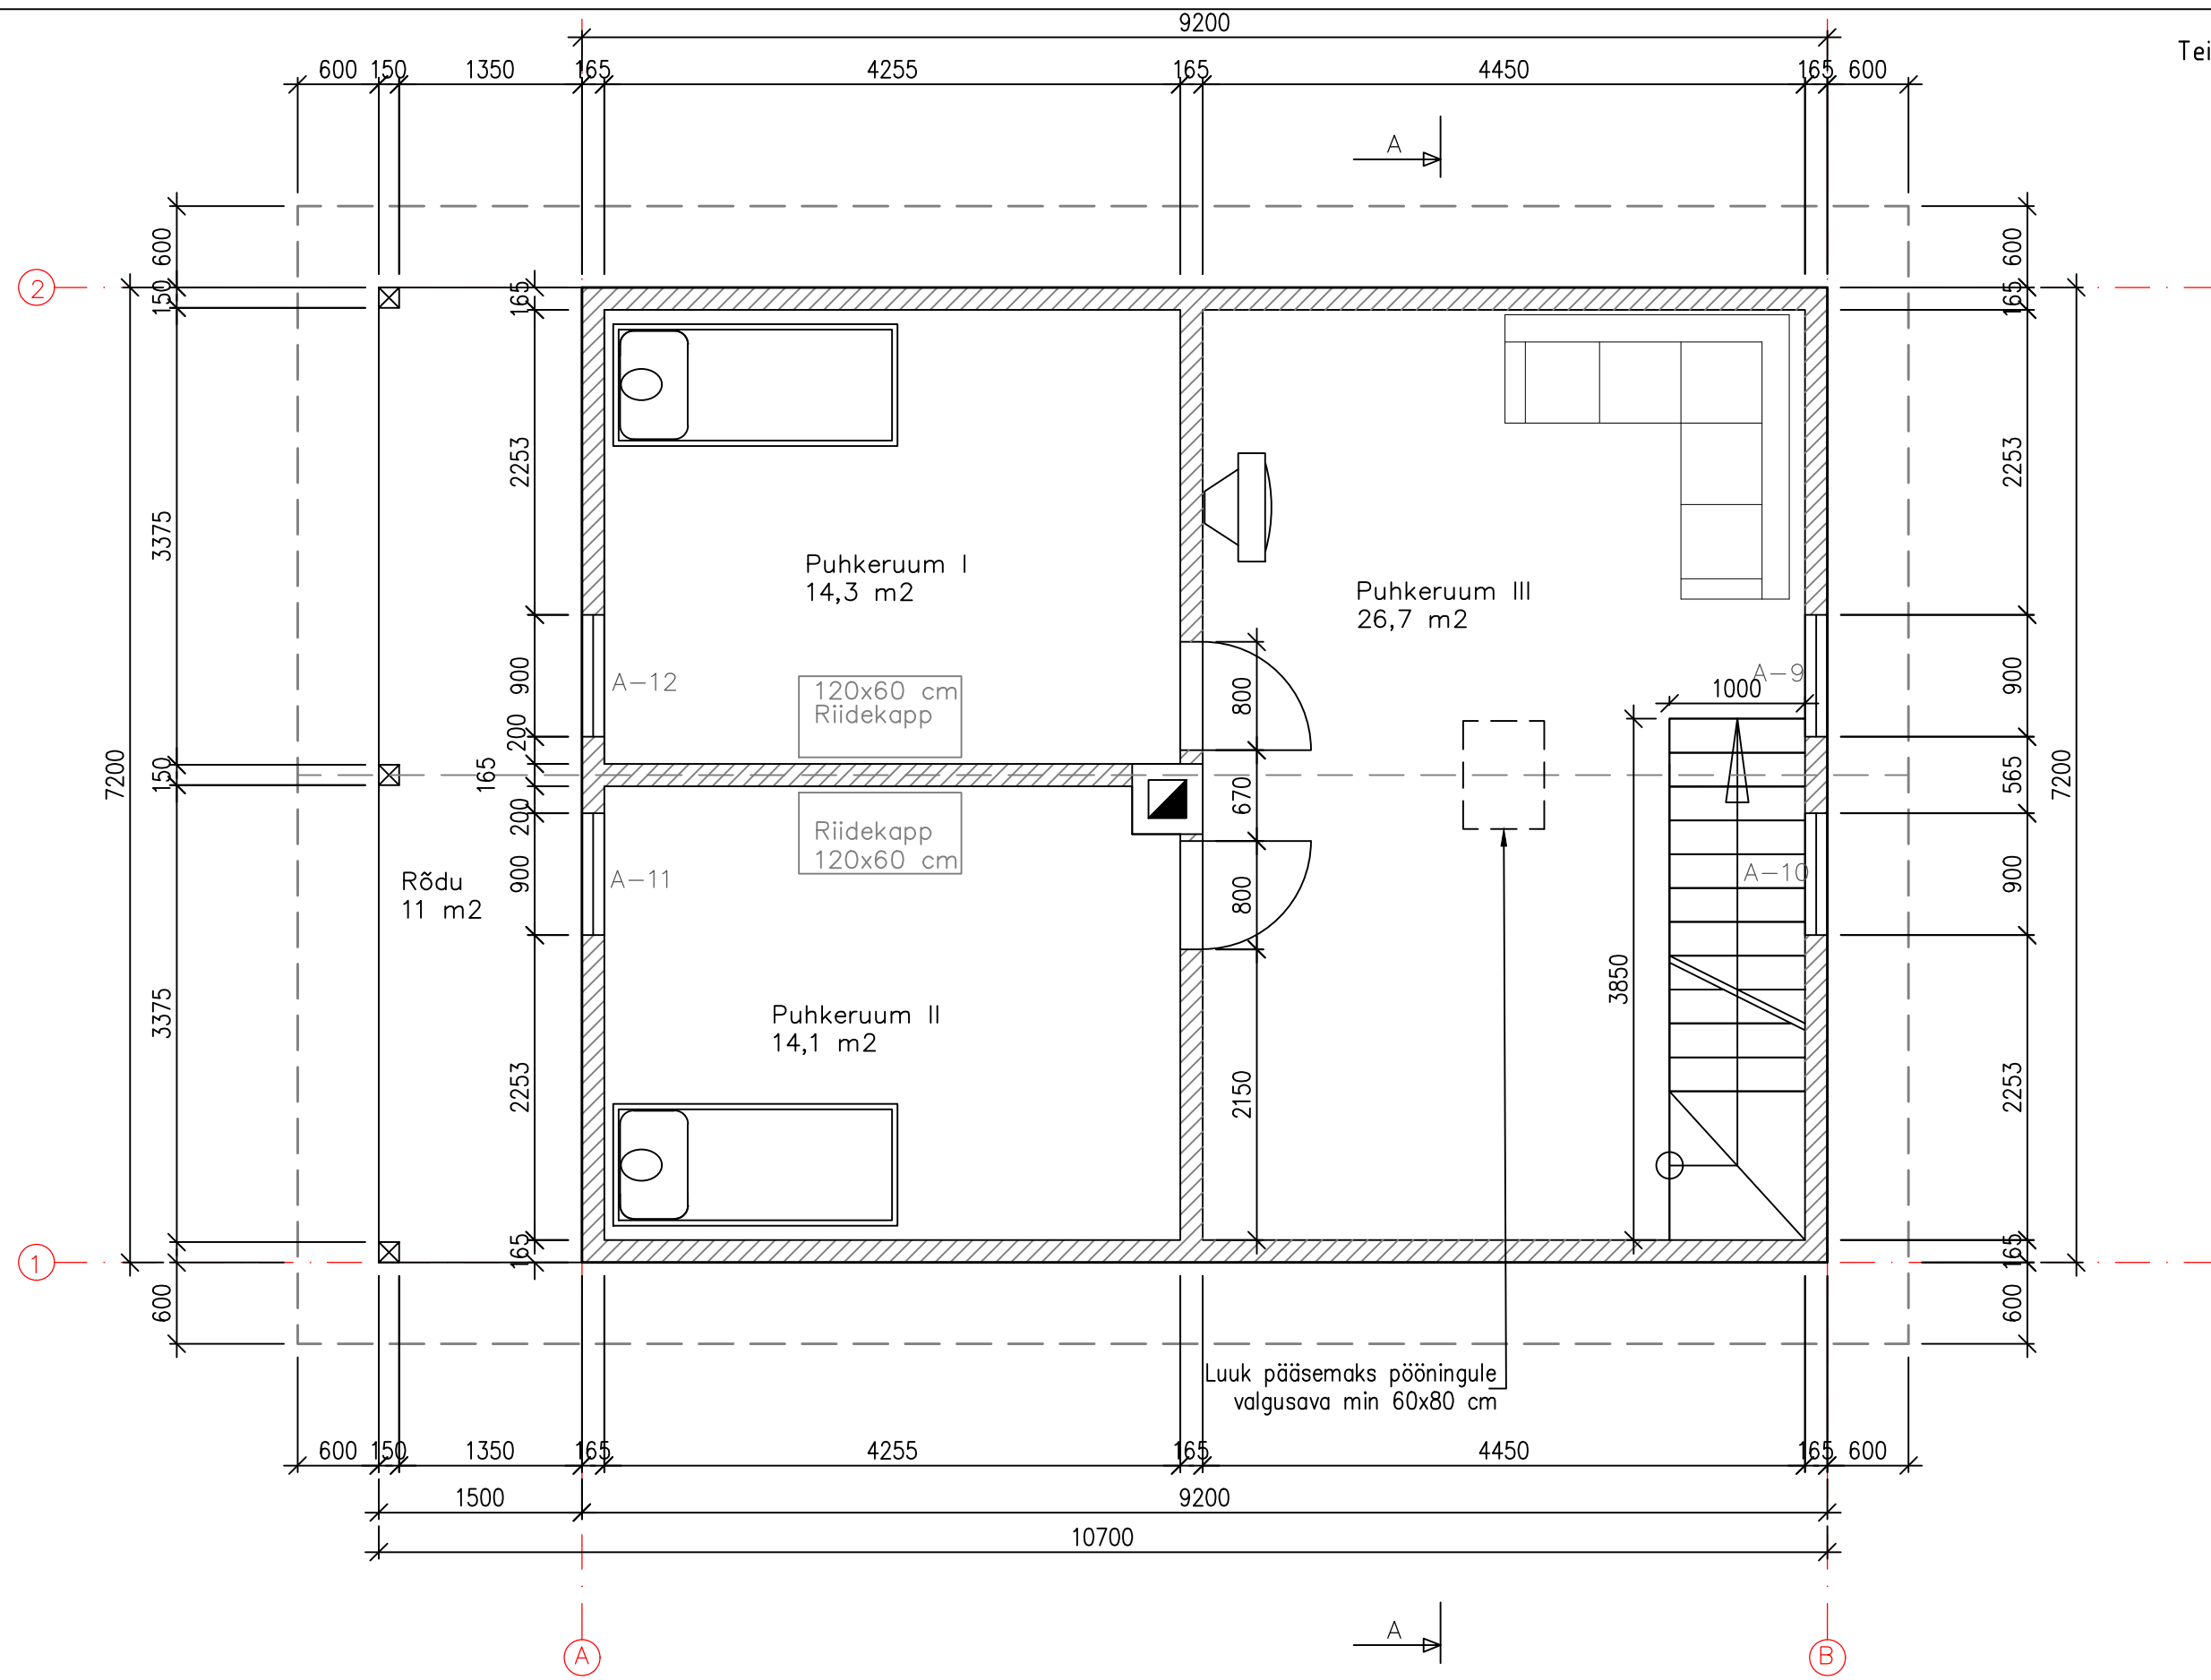 9200
Tei
600 150 1350 165 4255 165 4450 165 600
A
600
600
2
150
165
165
2253
2253
3375
Puhkeruum I
14,3 m2
Puhkeruum III
26,7 m2
900
A-12
120x60 cm
Riidekapp
800
A-9
1000
900
200
7200
150
165
670
565
7200
200
Riidekapp
120x60 cm
Rõdu
11 m2
900
A-11
800
A-10
900
3850
3375
Puhkeruum II
14,1 m2
2253
2150
2253
1
165
165
600
600
Luuk pääsemaks pööningule
valgusava min 60x80 cm
600 150 1350 165 4255 165 4450 165 600
1500 9200
10700
A
A
B